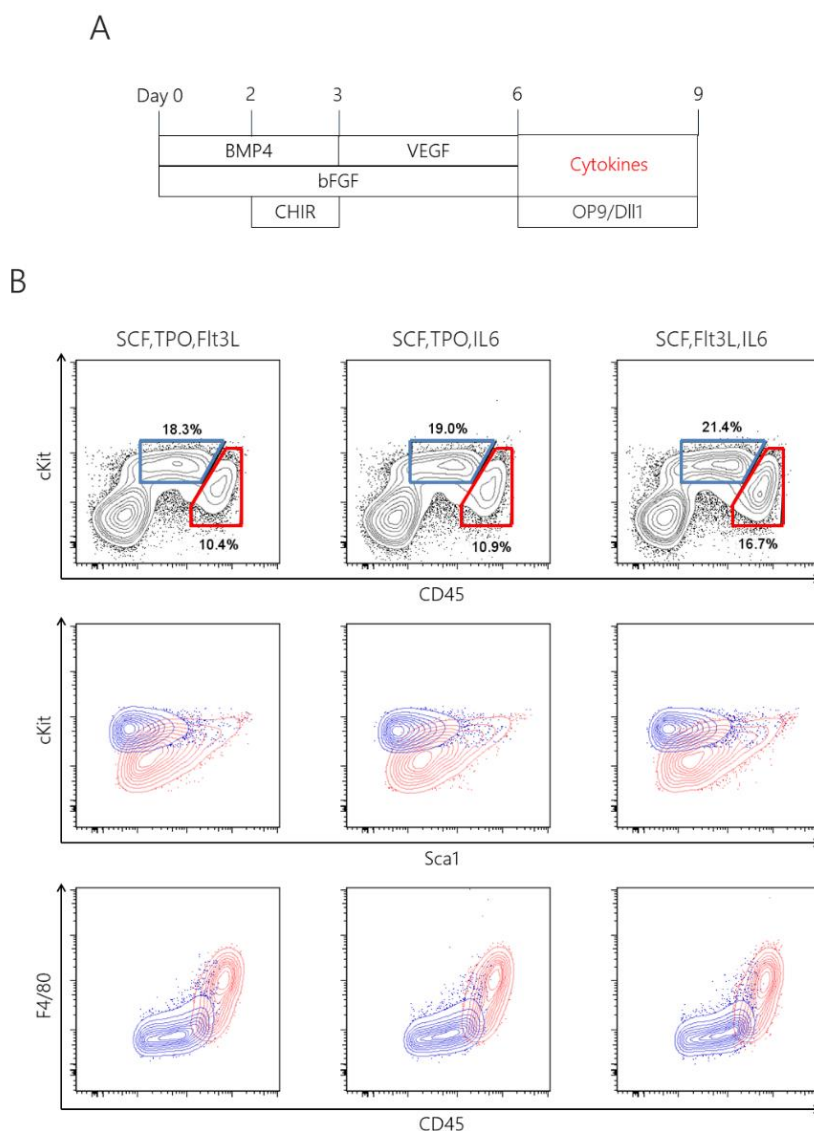 A
Day 0 2 3 6 9
BMP4 VEGF Cytokines
bFGF
CHIR OP9/Dll1
B
SCF,TPO,Flt3L SCF,TPO,IL6 SCF,Flt3L,IL6
18.3% 19.0% 21.4%
cKit
10.4% 10.9% 16.7%
CD45
cKit
Sca1
F4/80
CD45